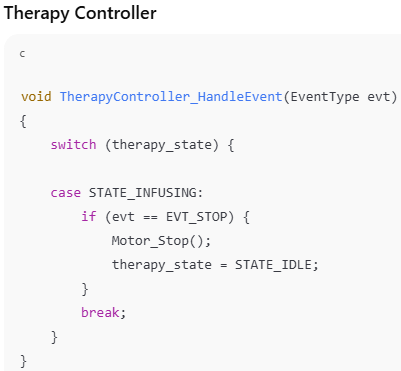 Therapy Controller
c
void TherapyController_HandleEvent(EventType evt)
{
    switch (therapy_state) {
    case STATE_INFUSING:
        if (evt == EVT_STOP) {
            Motor_Stop();
            therapy_state = STATE_IDLE;
        }
        break;
    }
}